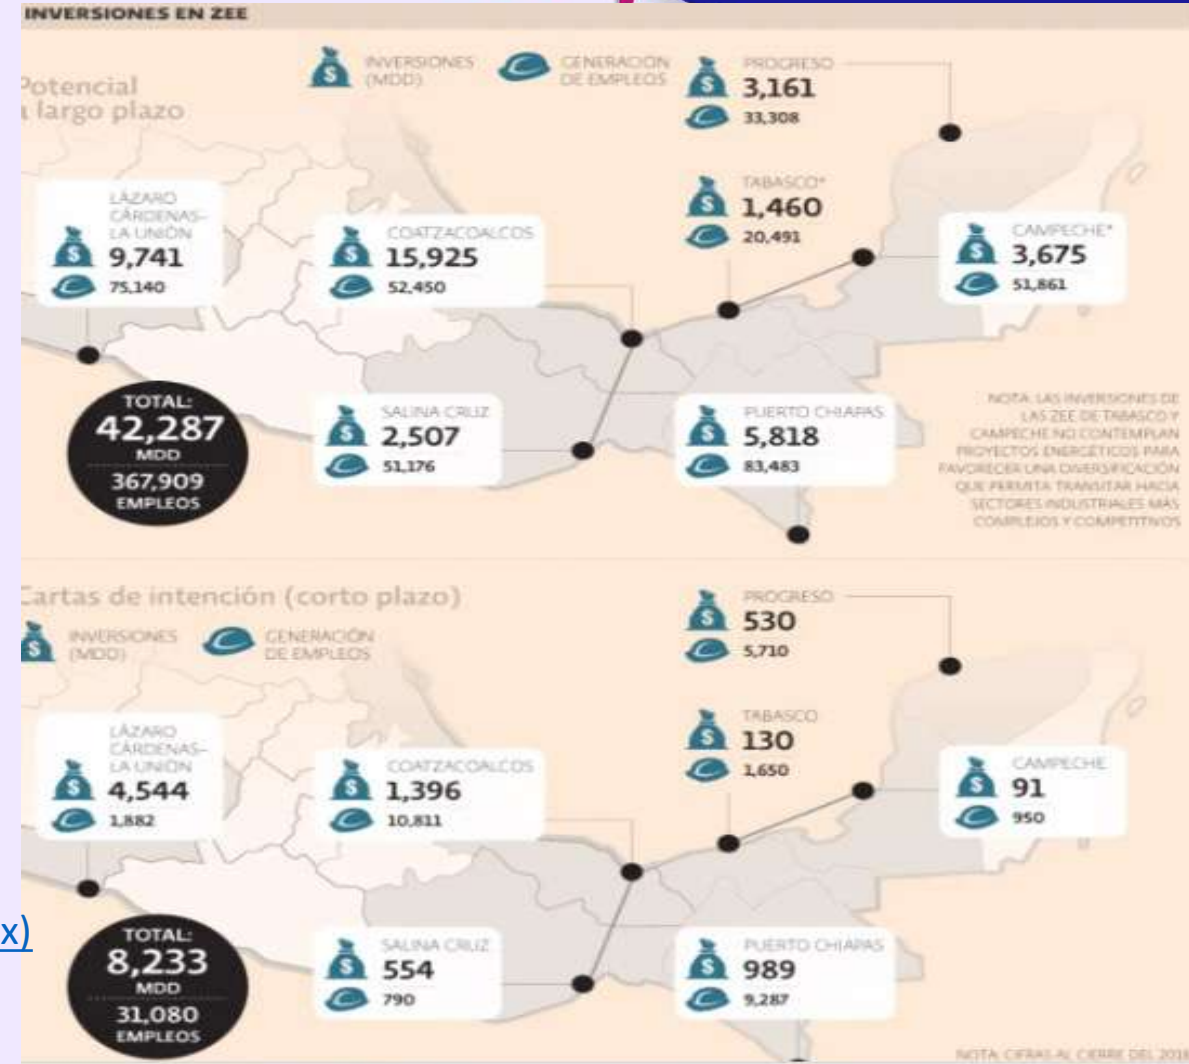 INVERSIONES EN ZEE
Potencial
a largo plazo
INVERSIONES
(MDD)
GENERACIÓN
DE EMPLEOS
PROGRESO
3,161
33,308
TABASCO*
1,460
20,491
LÁZARO
CÁRDENAS-
LA UNIÓN
9,741
75,140
COATZACOALCOS
15,925
52,450
CAMPECHE*
3,675
51,861
TOTAL:
42,287
MDD
367,909
EMPLEOS
SALINA CRUZ
2,507
51,176
PUERTO CHIAPAS
5,818
83,483
NOTA: LAS INVERSIONES DE
LAS ZEE DE TABASCO Y
CAMPECHE NO CONTEMPLAN
PROYECTOS ENERGÉTICOS PARA
FAVORECER UNA DIVERSIFICACIÓN
QUE PERMITA TRANSITAR HACIA
SECTORES INDUSTRIALES MÁS
COMPLEJOS Y COMPETITIVOS
Cartas de intención (corto plazo)
INVERSIONES
(MDD)
GENERACIÓN
DE EMPLEOS
PROGRESO
530
5,710
TABASCO
130
1,650
LÁZARO
CÁRDENAS-
LA UNIÓN
4,544
1,882
COATZACOALCOS
1,396
10,811
CAMPECHE
91
950
x)
TOTAL:
8,233
MDD
31,080
EMPLEOS
SALINA CRUZ
554
790
PUERTO CHIAPAS
989
9,287
NOTA: CIFRAS AL CIERRE DEL 2018